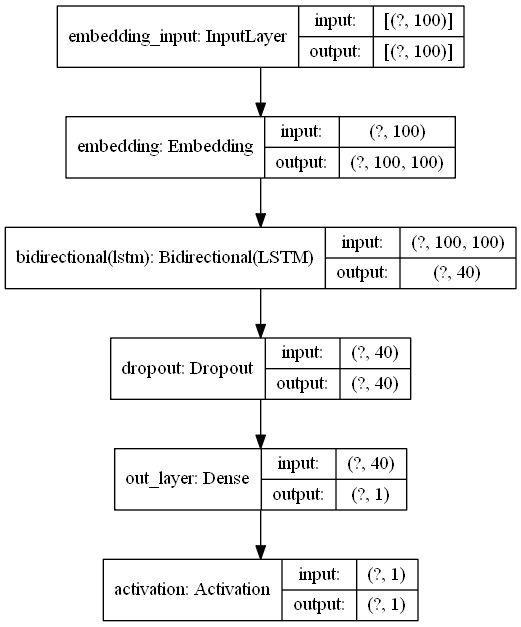 embedding_input: InputLayer
input: [(?, 100)]
output: [(?, 100)]
embedding: Embedding
input: (?, 100)
output: (?, 100, 100)
bidirectional(lstm): Bidirectional(LSTM)
input: (?, 100, 100)
output: (?, 40)
dropout: Dropout
input: (?, 40)
output: (?, 40)
out_layer: Dense
input: (?, 40)
output: (?, 1)
activation: Activation
input: (?, 1)
output: (?, 1)